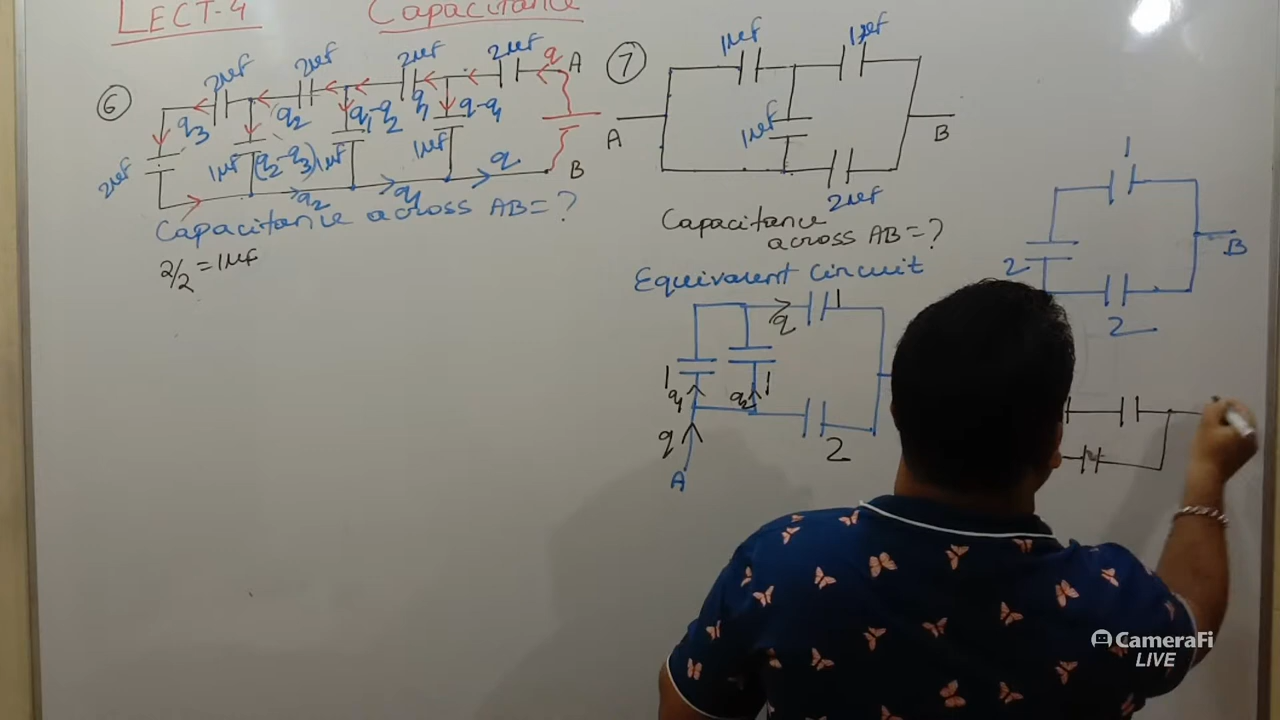 LECT-4 Capacitance
6
2µf 2µf 2µf 2µf q A
q3 q2 q1-q2 q1 q-q1
2µf 1µf (q2-q3) 1µf 1µf q B
q2 q1
Capacitance across AB=?
2/2 = 1µf
7
1µf 1µf
A 1µf B
2µf
Capacitance
across AB=?
Equivalent Circuit
q 1
1 q1 q2 1
q 2
A
1
2 B
2
CameraFi
LIVE